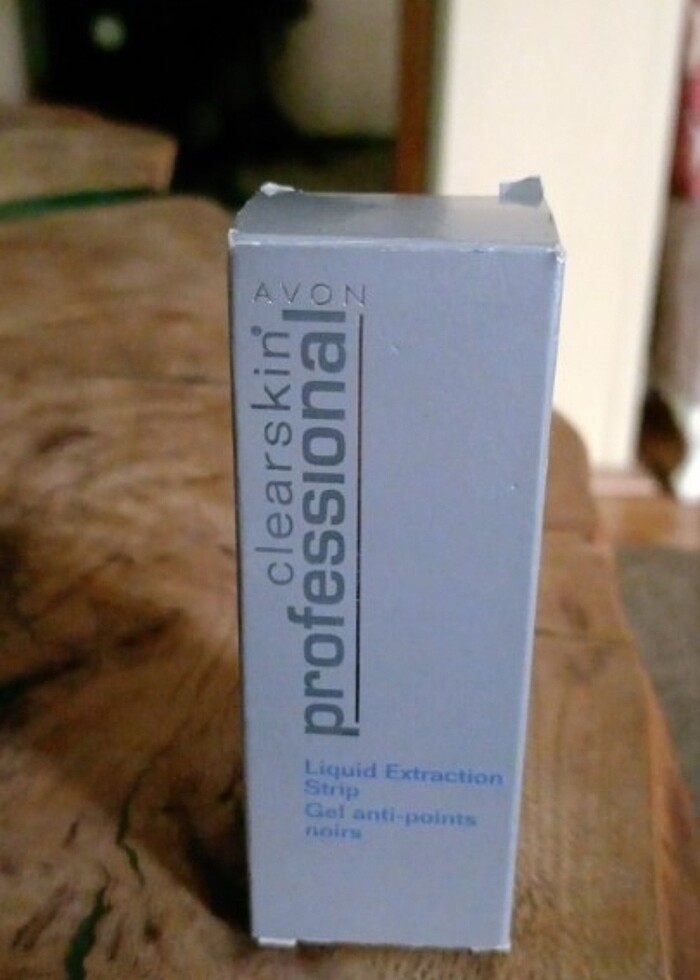 AVON
clearskin®
professional
Liquid Extraction
Strip
Gel anti-points
noirs